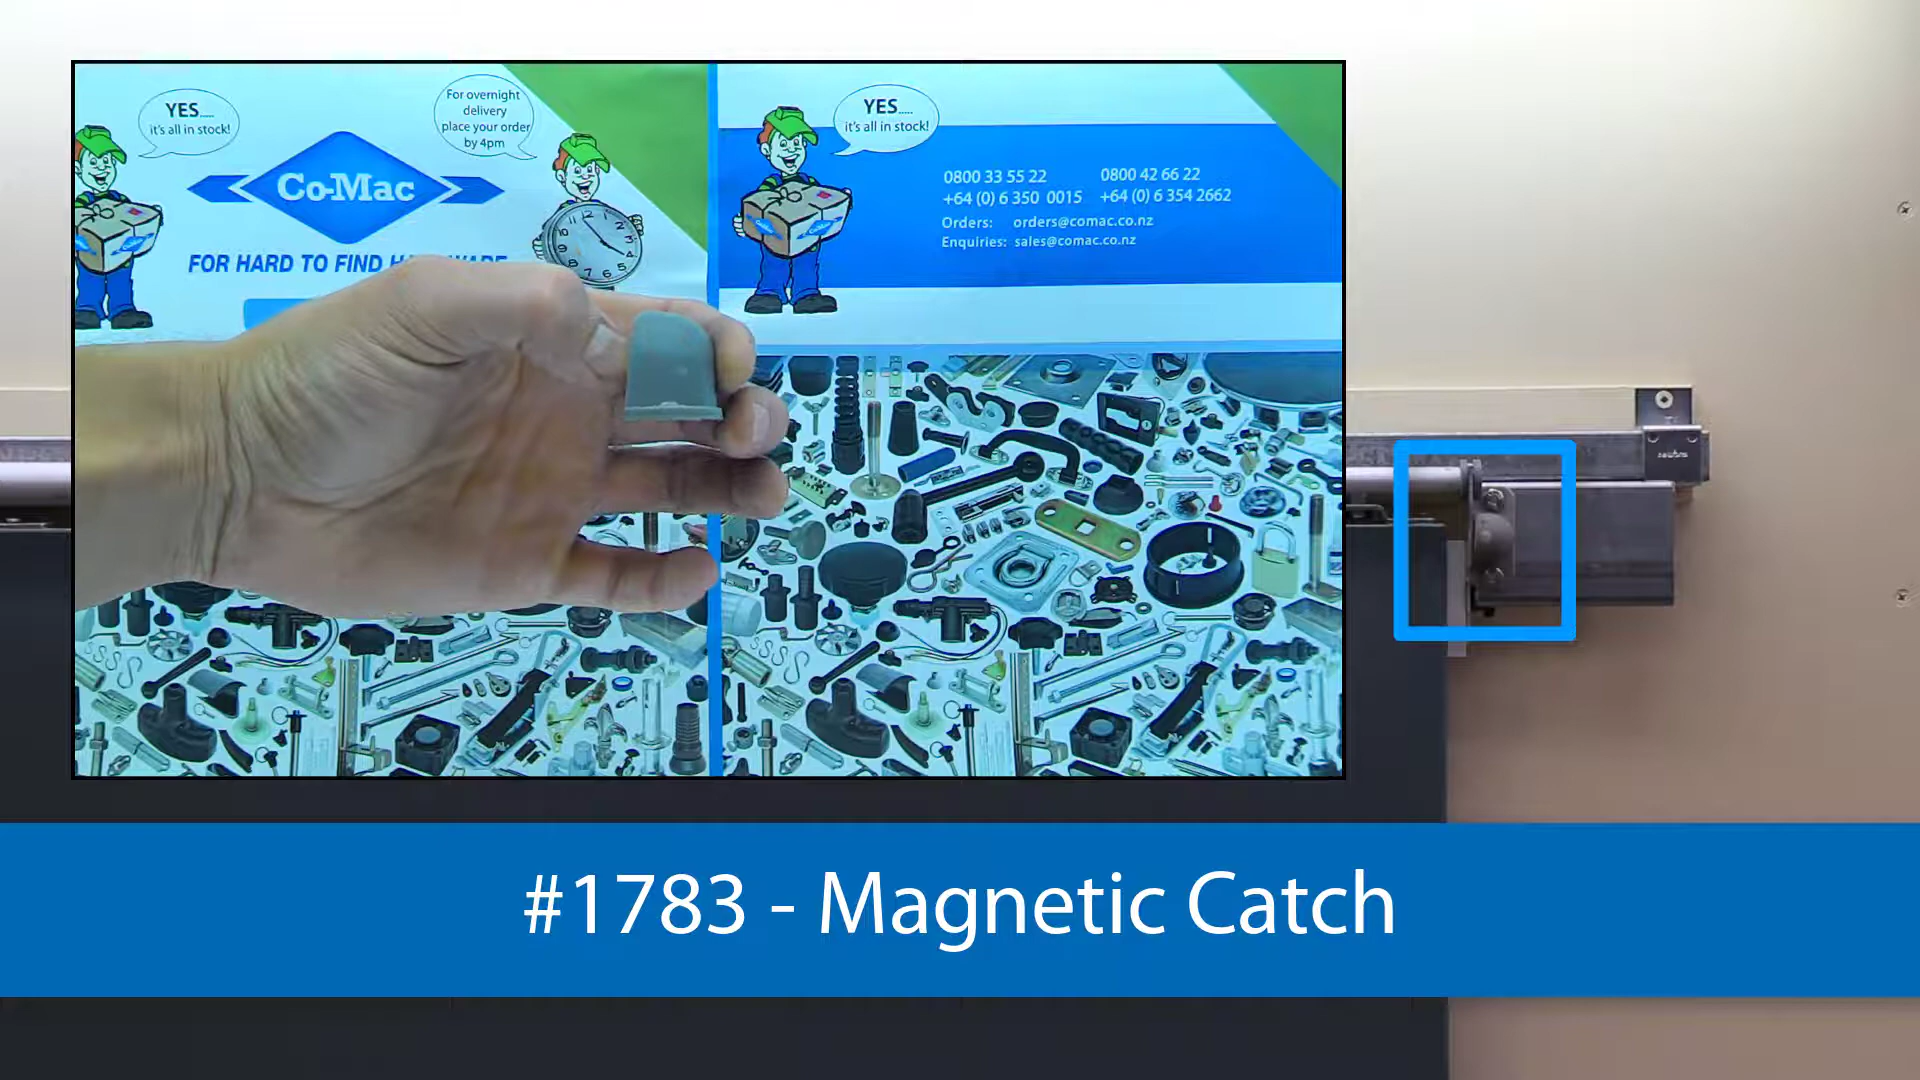 YES.....
it's all in stock!
For overnight
delivery
place your order
by 4pm
Co-Mac
FOR HARD TO FIND
YES.....
it's all in stock!
0800 33 55 22 0800 42 66 22
+64 (0) 6 350 0015 +64 (0) 6 354 2662
Orders: orders@comac.co.nz
Enquiries: sales@comac.co.nz
#1783 - Magnetic Catch